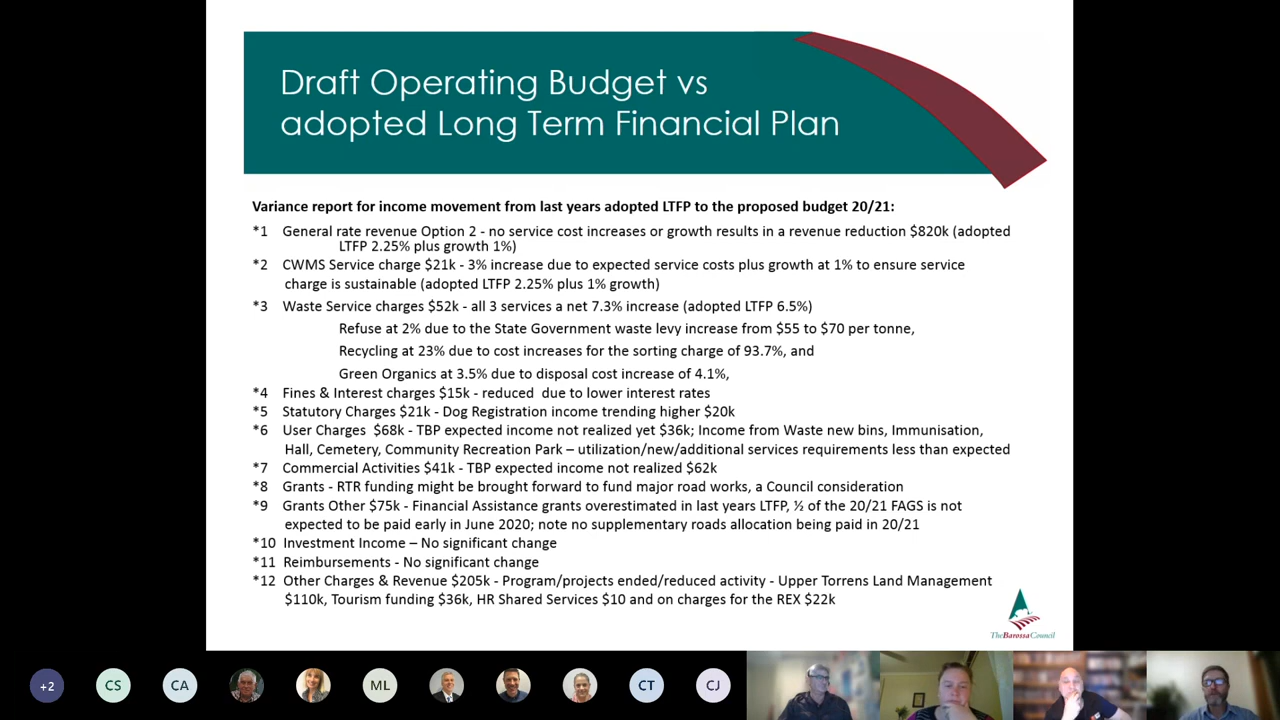 Draft Operating Budget vs
adopted Long Term Financial Plan
Variance report for income movement from last years adopted LTFP to the proposed budget 20/21:
*1 General rate revenue Option 2 - no service cost increases or growth results in a revenue reduction $820k (adopted
LTFP 2.25% plus growth 1%)
*2 CWMS Service charge $21k - 3% increase due to expected service costs plus growth at 1% to ensure service
charge is sustainable (adopted LTFP 2.25% plus 1% growth)
*3 Waste Service charges $52k - all 3 services a net 7.3% increase (adopted LTFP 6.5%)
Refuse at 2% due to the State Government waste levy increase from $55 to $70 per tonne,
Recycling at 23% due to cost increases for the sorting charge of 93.7%, and
Green Organics at 3.5% due to disposal cost increase of 4.1%,
*4 Fines & Interest charges $15k - reduced due to lower interest rates
*5 Statutory Charges $21k - Dog Registration income trending higher $20k
*6 User Charges $68k - TBP expected income not realized yet $36k; Income from Waste new bins, Immunisation,
Hall, Cemetery, Community Recreation Park – utilization/new/additional services requirements less than expected
*7 Commercial Activities $41k - TBP expected income not realized $62k
*8 Grants - RTR funding might be brought forward to fund major road works, a Council consideration
*9 Grants Other $75k - Financial Assistance grants overestimated in last years LTFP, ½ of the 20/21 FAGS is not
expected to be paid early in June 2020; note no supplementary roads allocation being paid in 20/21
*10 Investment Income – No significant change
*11 Reimbursements - No significant change
*12 Other Charges & Revenue $205k - Program/projects ended/reduced activity - Upper Torrens Land Management
$110k, Tourism funding $36k, HR Shared Services $10 and on charges for the REX $22k
The Barossa Council
+2 CS CA ML CT CJ